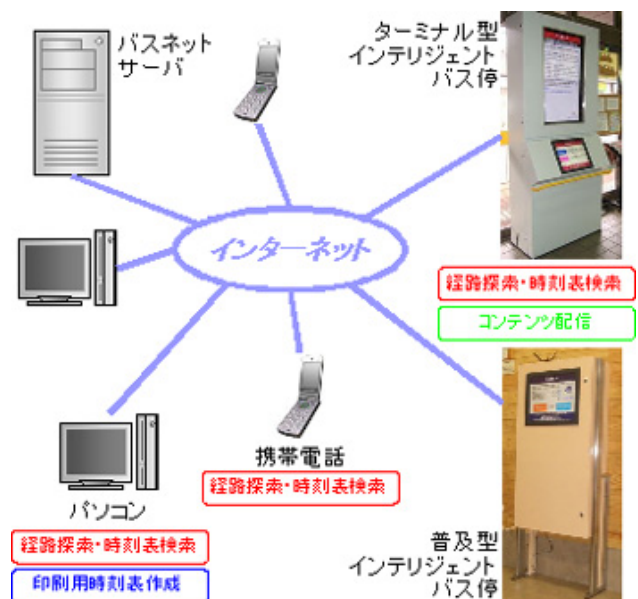 バスネット
サーバ
ターミナル型
インテリジェント
バス停
インターネット
経路探索・時刻表検索
コンテンツ配信
携帯電話
経路探索・時刻表検索
パソコン
経路探索・時刻表検索
印刷用時刻表作成
普及型
インテリジェント
バス停